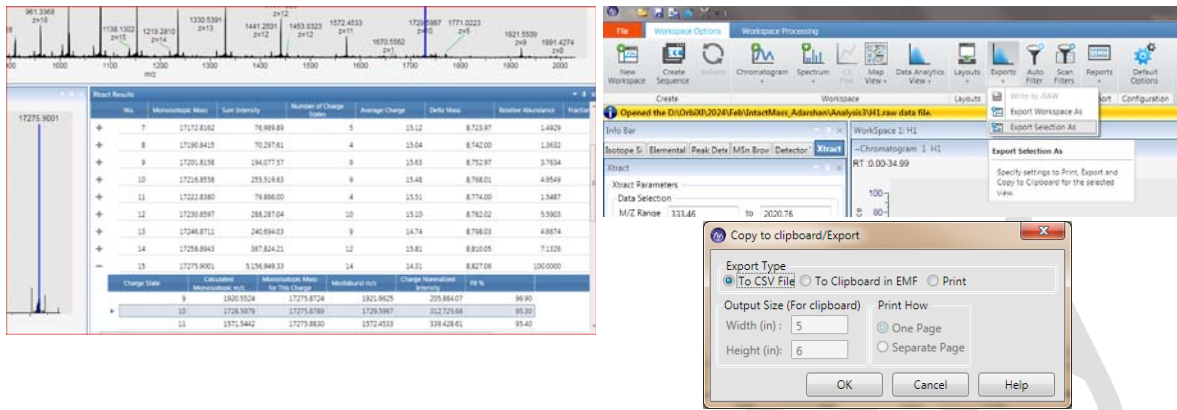 961.3368
z=18
1138.1302
z=15
1219.2810
z=14
1330.5391
z=13
1441.2501
z=12
z=12
1453.8323
z=12
1572.4533
z=11
1670.5562
z=1
1729.5967
z=10
1771.0223
z=5
1921.5509
z=9
1991.4274
z=0
1000 1100 1200 1300 1400 1500 1600 1700 1800 1900 2000
m/z
17275.9001
Xtract Results
No. Monoisotopic Mass Sum Intensity Number of Charge States Average Charge Delta Mass Relative Abundance Fraction
7 17172.8162 76,989.89 5 15.12 8,723.97 1.4929
8 17190.8415 70,297.61 4 15.04 8,742.00 1.3632
9 17201.8158 194,077.57 9 15.63 8,752.97 3.7634
10 17216.8558 255,519.63 9 15.48 8,768.01 4.9549
11 17222.8380 79,866.00 4 15.51 8,774.00 1.5487
12 17230.8597 288,287.04 10 15.10 8,782.02 5.5903
13 17246.8711 240,694.03 9 14.74 8,798.03 4.6674
14 17258.8943 367,824.21 12 15.81 8,810.05 7.1326
15 17275.9001 5,156,949.33 14 14.31 8,827.06 100.0000
Charge State Calculated Monoisotopic m/z Monoisotopic Mass for This Charge Mostabund m/z Charge Normalized Intensity Fit %
9 1920.5524 17275.8724 1921.6625 205,864.07 96.90
10 1728.5979 17275.8789 1729.5967 312,725.68 95.30
11 1571.5442 17275.8830 1572.4533 339,428.61 95.40
File Workspace Options Workspace Processing
New Workspace
Create Sequence
Refresh
Chromatogram
Spectrum
Map View
Data Analytics View
Layouts
Exports
Auto Filter
Scan Filters
Reports
Default Options
Create Workspace Layouts Configuration
Write to .RAW
Export Workspace As
Export Selection As
Opened the D:\OrbiXl\2024\Feb\IntactMass_Adarshan\Analysis3\H1.raw data file.
Info Bar
WorkSpace 1: H1
Isotope Si Elemental Peak Dete MSn Brov Detector Xtract
Chromatogram 1 H1
RT :0.00-34.99
100
80
Export Selection As
Specify settings to Print, Export and
Copy to Clipboard for the selected
view.
Xtract
Xtract Parameters
Data Selection
M/Z Range 333.46 to 2020.76
Copy to clipboard/Export
Export Type
To CSV File To Clipboard in EMF Print
Output Size (For clipboard) Print How
Width (in) : 5 One Page
Height (in): 6 Separate Page
OK Cancel Help